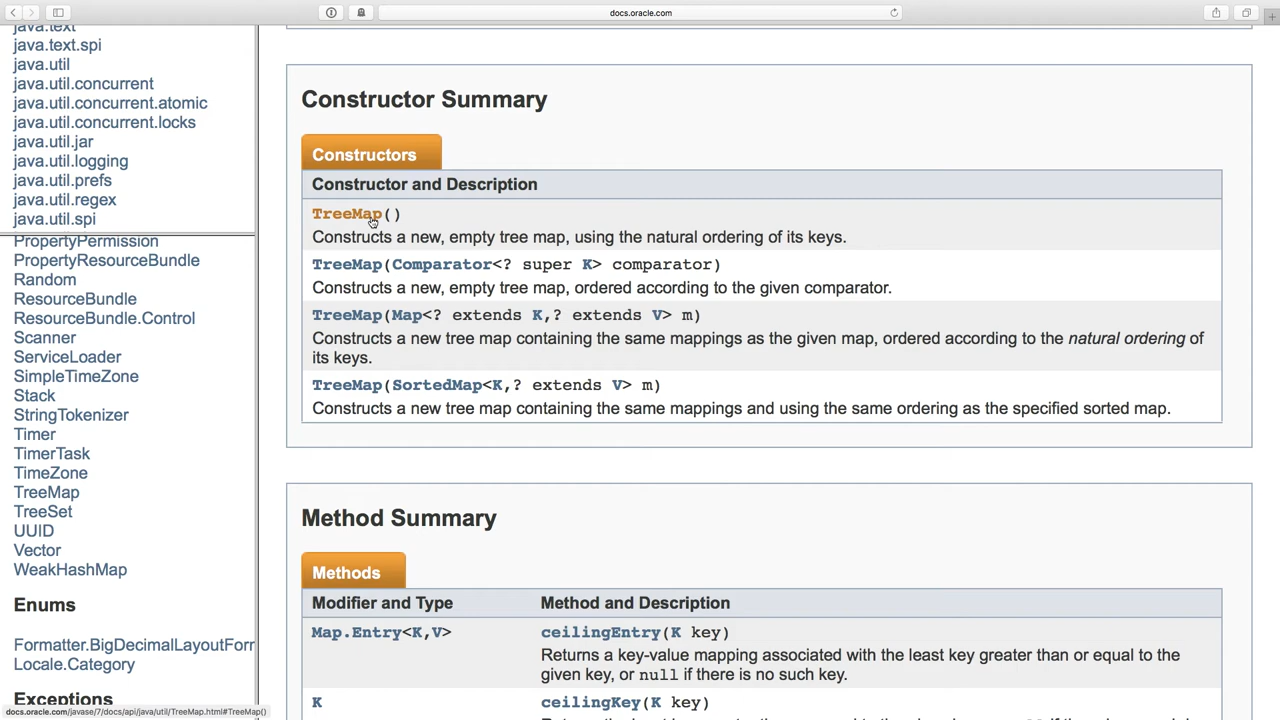 docs.oracle.com
java.text
java.text.spi
java.util
java.util.concurrent
java.util.concurrent.atomic
java.util.concurrent.locks
java.util.jar
java.util.logging
java.util.prefs
java.util.regex
java.util.spi
PropertyPermission
PropertyResourceBundle
Random
ResourceBundle
ResourceBundle.Control
Scanner
ServiceLoader
SimpleTimeZone
Stack
StringTokenizer
Timer
TimerTask
TimeZone
TreeMap
TreeSet
UUID
Vector
WeakHashMap
Enums
Formatter.BigDecimalLayoutForr
Locale.Category
Exceptions
docs.oracle.com/javase/7/docs/api/java/util/TreeMap.html#TreeMap()
Constructor Summary
Constructors
Constructor and Description
TreeMap()
Constructs a new, empty tree map, using the natural ordering of its keys.
TreeMap(Comparator<? super K> comparator)
Constructs a new, empty tree map, ordered according to the given comparator.
TreeMap(Map<? extends K,? extends V> m)
Constructs a new tree map containing the same mappings as the given map, ordered according to the natural ordering of
its keys.
TreeMap(SortedMap<K,? extends V> m)
Constructs a new tree map containing the same mappings and using the same ordering as the specified sorted map.
Method Summary
Methods
Modifier and Type Method and Description
Map.Entry<K,V> ceilingEntry(K key)
Returns a key-value mapping associated with the least key greater than or equal to the
given key, or null if there is no such key.
K ceilingKey(K key)